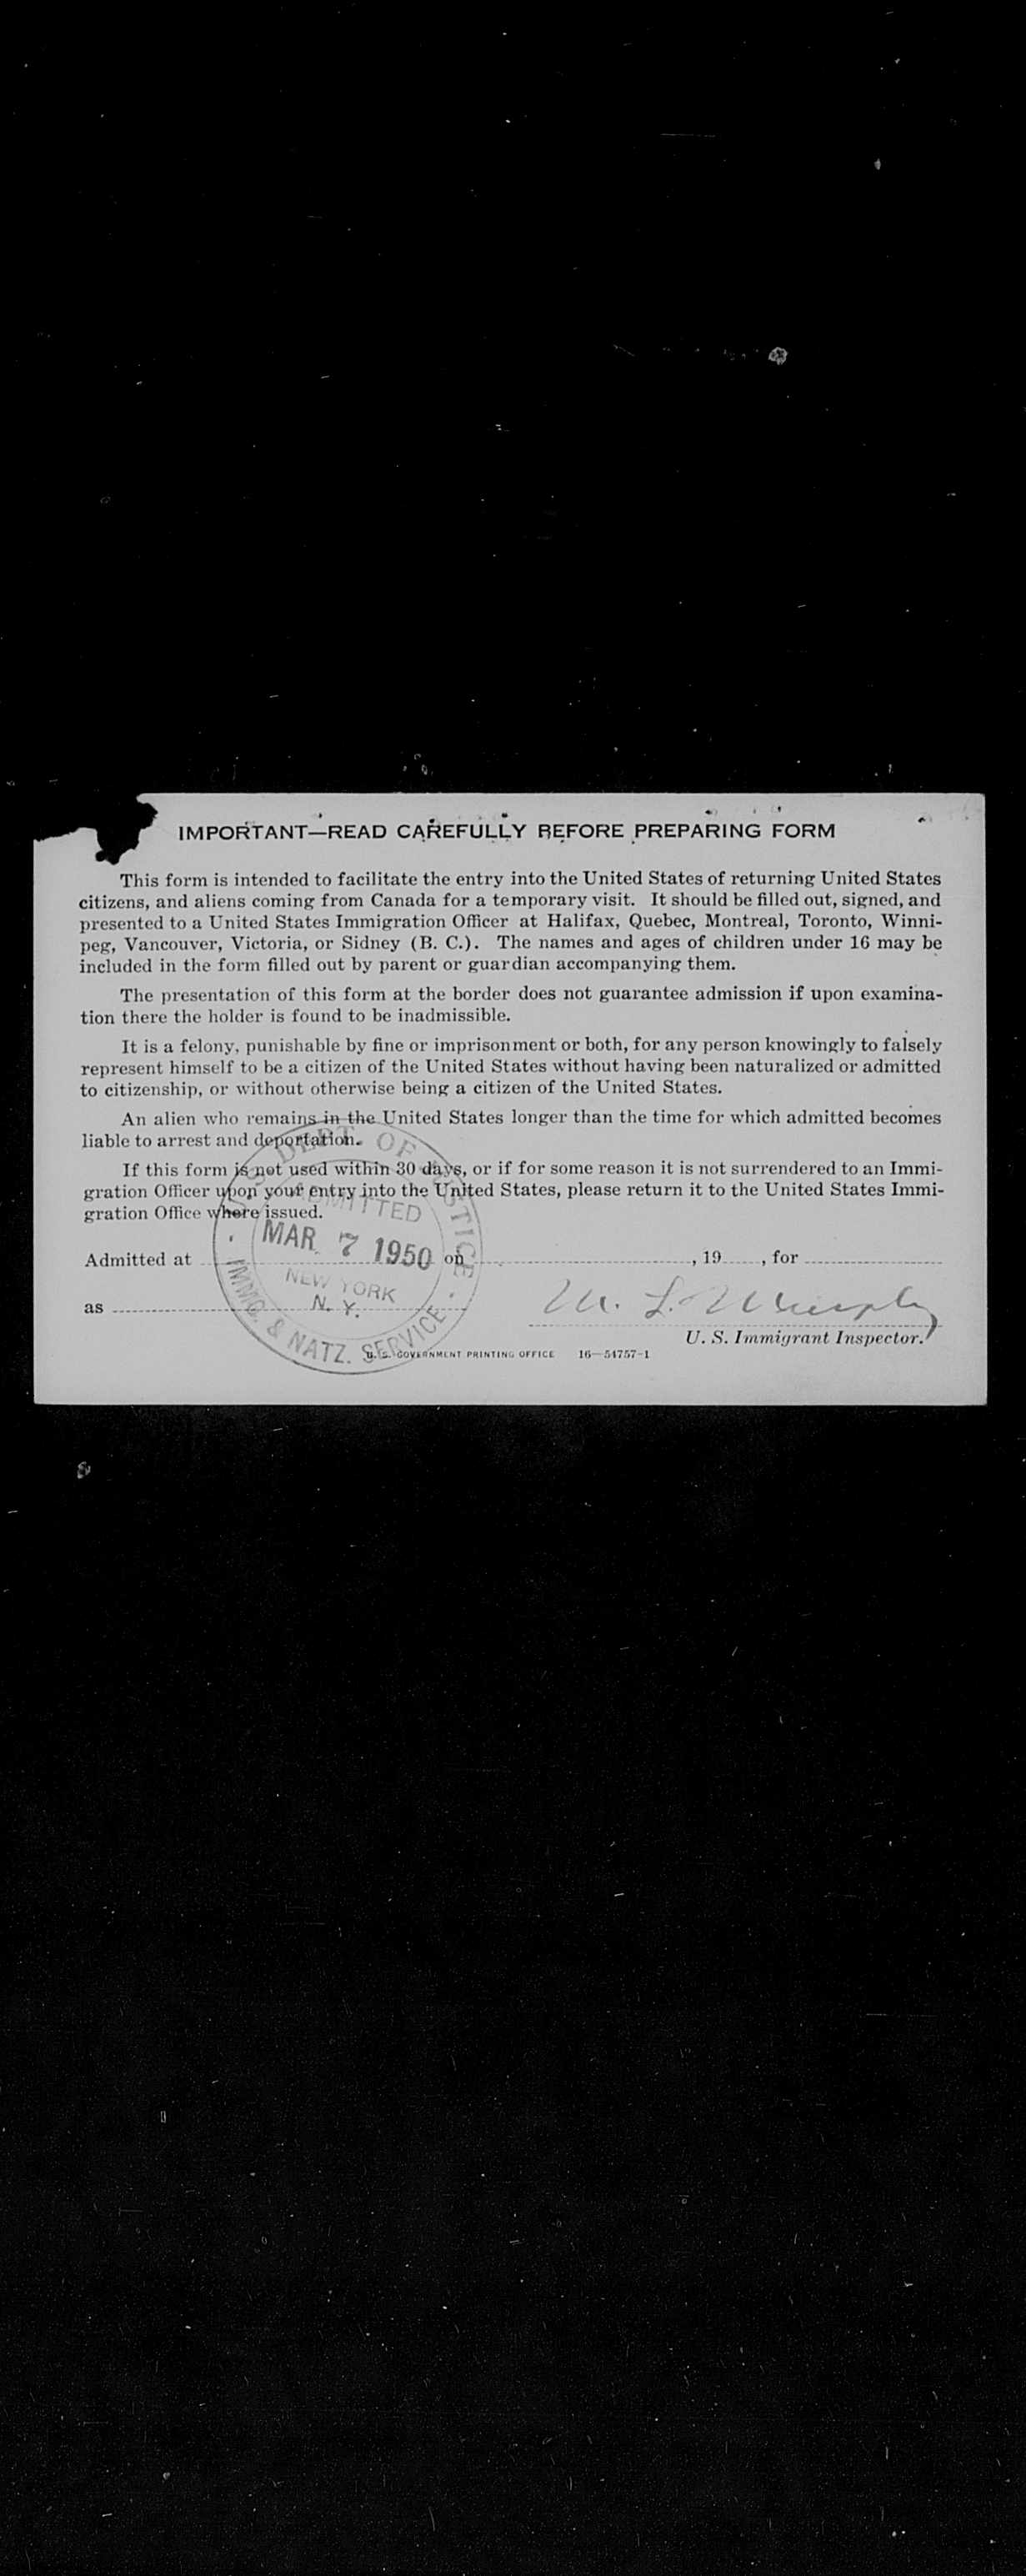 IMPORTANT—READ CAREFULLY BEFORE PREPARING FORM
This form is intended to facilitate the entry into the United States of returning United States
citizens, and aliens coming from Canada for a temporary visit. It should be filled out, signed, and
presented to a United States Immigration Officer at Halifax, Quebec, Montreal, Toronto, Winni-
peg, Vancouver, Victoria, or Sidney (B. C.). The names and ages of children under 16 may be
included in the form filled out by parent or guardian accompanying them.
The presentation of this form at the border does not guarantee admission if upon examina-
tion there the holder is found to be inadmissible.
It is a felony, punishable by fine or imprisonment or both, for any person knowingly to falsely
represent himself to be a citizen of the United States without having been naturalized or admitted
to citizenship, or without otherwise being a citizen of the United States.
An alien who remains in the United States longer than the time for which admitted becomes
liable to arrest and deportation.
If this form is not used within 30 days, or if for some reason it is not surrendered to an Immi-
gration Officer upon your entry into the United States, please return it to the United States Immi-
gration Office where issued.
Admitted at on , 19 , for
as
U. S. Immigrant Inspector.
U. S. GOVERNMENT PRINTING OFFICE 16—54757-1
DEPT. OF JUSTICE
ADMITTED
MAR 7 1950
NEW YORK
N. Y.
IMMG. & NATZ. SERVICE
M. L. Murphy